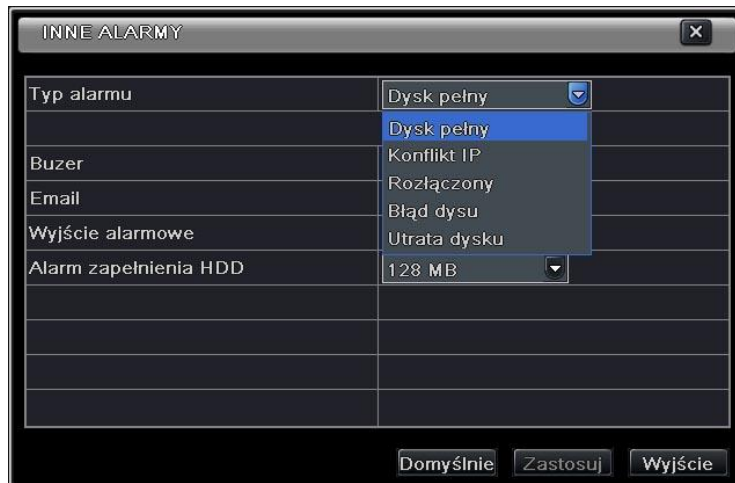 INNE ALARMY
Typ alarmu
Dysk pełny
Dysk pełny
Konflikt IP
Rozłączony
Błąd dysu
Utrata dysku
Buzer
Email
Wyjście alarmowe
Alarm zapełnienia HDD
128 MB
Domyślnie
Zastosuj
Wyjście